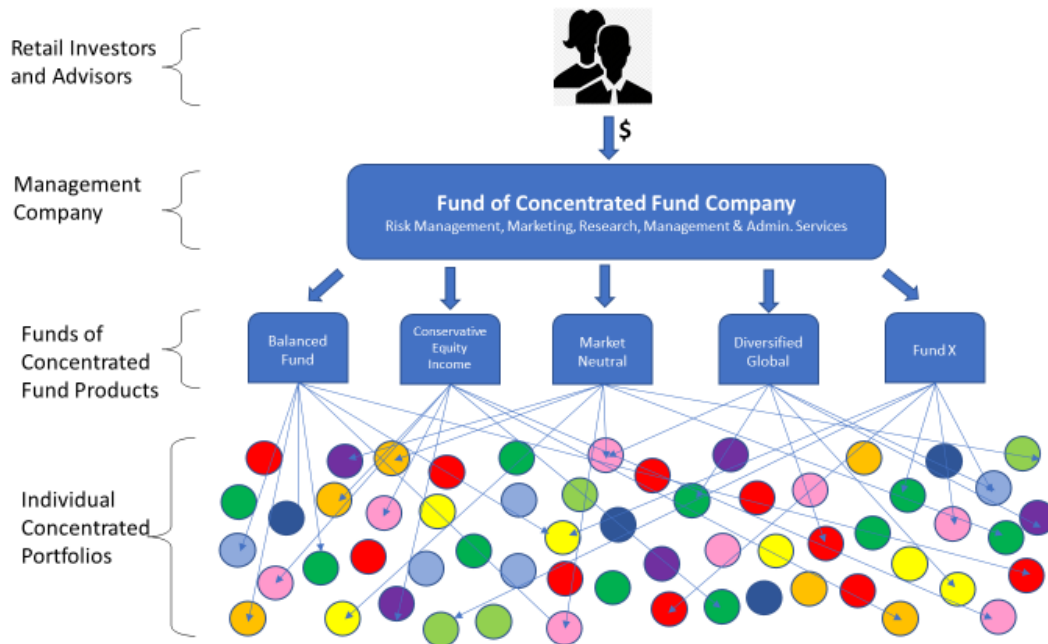 Retail Investors
and Advisors
$
Management
Company
Fund of Concentrated Fund Company
Risk Management, Marketing, Research, Management & Admin. Services
Funds of
Concentrated
Fund Products
Balanced
Fund
Conservative
Equity
Income
Market
Neutral
Diversified
Global
Fund X
Individual
Concentrated
Portfolios